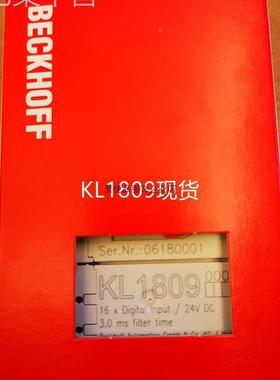 BECKHOFF
KL1809现货
Ser.Nr.: 06180001
KL1809
000
16 x Digital Input / 24V DC
3.0 ms filter time